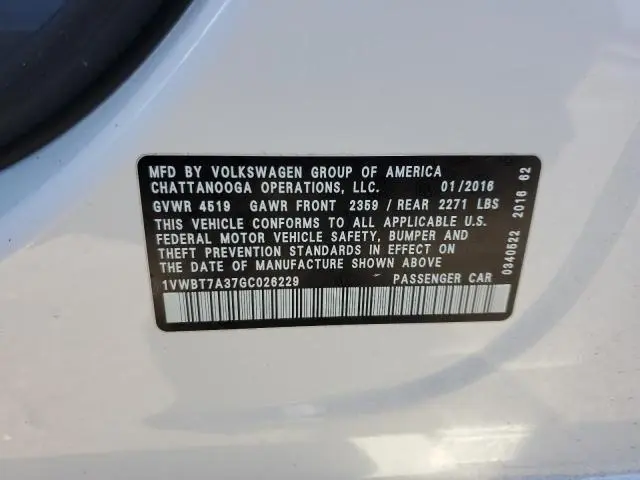 MFD BY VOLKSWAGEN GROUP OF AMERICA
CHATTANOOGA OPERATIONS, LLC. 01/2016
GVWR 4519 GAWR FRONT 2359 / REAR 2271 LBS
THIS VEHICLE CONFORMS TO ALL APPLICABLE U.S.
FEDERAL MOTOR VEHICLE SAFETY, BUMPER AND
THEFT PREVENTION STANDARDS IN EFFECT ON
THE DATE OF MANUFACTURE SHOWN ABOVE
1VWBT7A37GC026229 PASSENGER CAR
0340522 2016 62